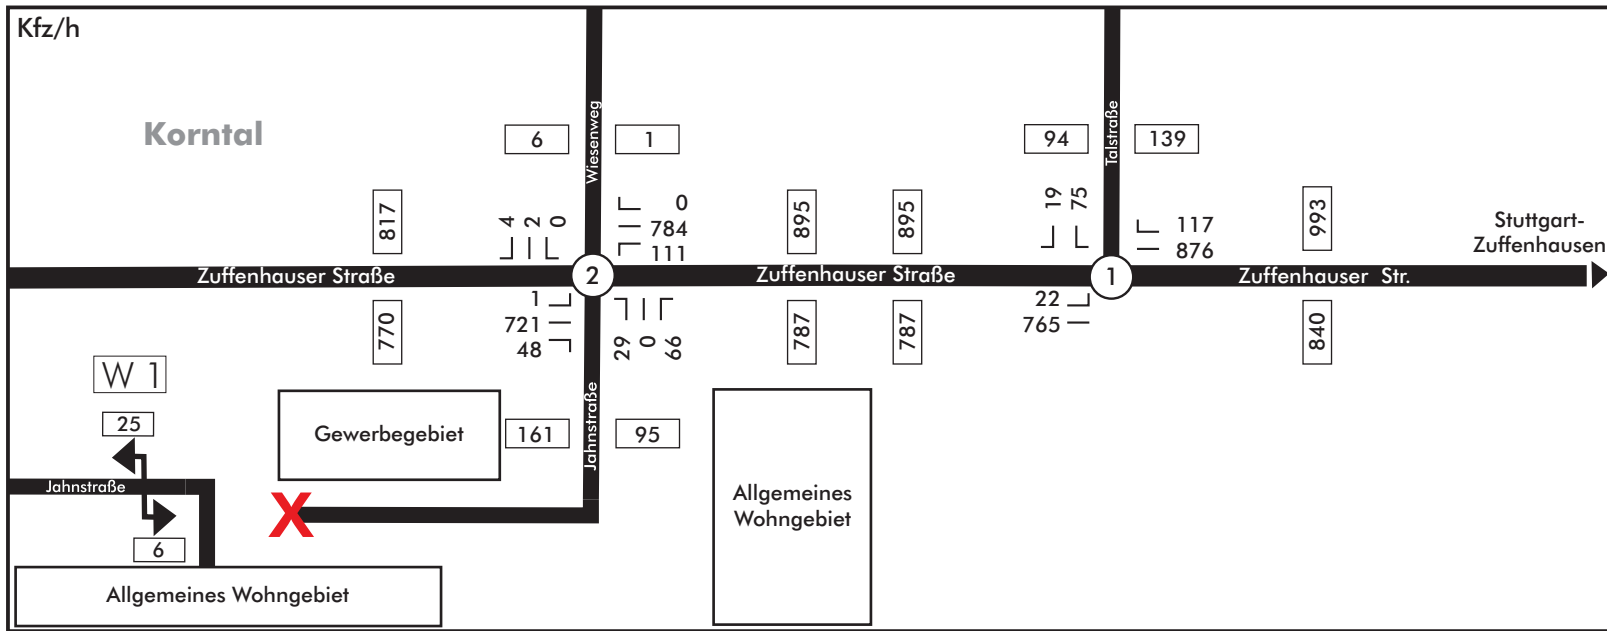 Kfz/h
Korntal
6
1
94
139
Wiesenweg
Talstraße
817
4
2
0
0
784
111
895
895
19
75
117
876
993
Stuttgart-
Zuffenhausen
Zuffenhauser Straße
2
Zuffenhauser Straße
1
Zuffenhauser Str.
770
1
721
48
29
0
66
787
787
22
765
840
W 1
25
Gewerbegebiet
161
95
Jahnstraße
Jahnstraße
6
Allgemeines
Wohngebiet
X
Allgemeines Wohngebiet